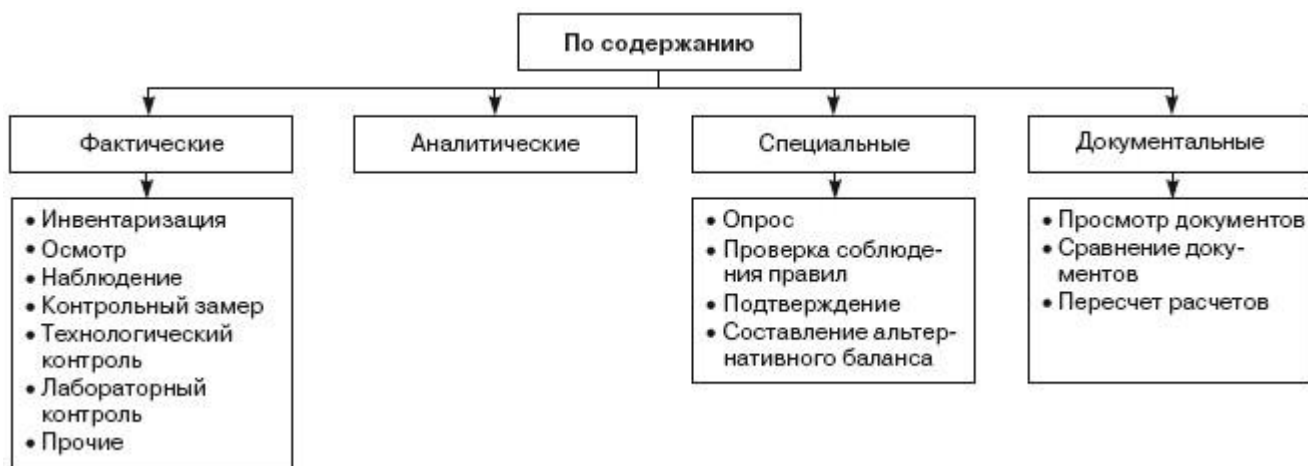 По содержанию
Фактические
Аналитические
Специальные
Документальные
• Инвентаризация
• Осмотр
• Наблюдение
• Контрольный замер
• Технологический
контроль
• Лабораторный
контроль
• Прочие
• Опрос
• Проверка соблюде-
ния правил
• Подтверждение
• Составление альтер-
нативного баланса
• Просмотр документов
• Сравнение доку-
ментов
• Пересчет расчетов